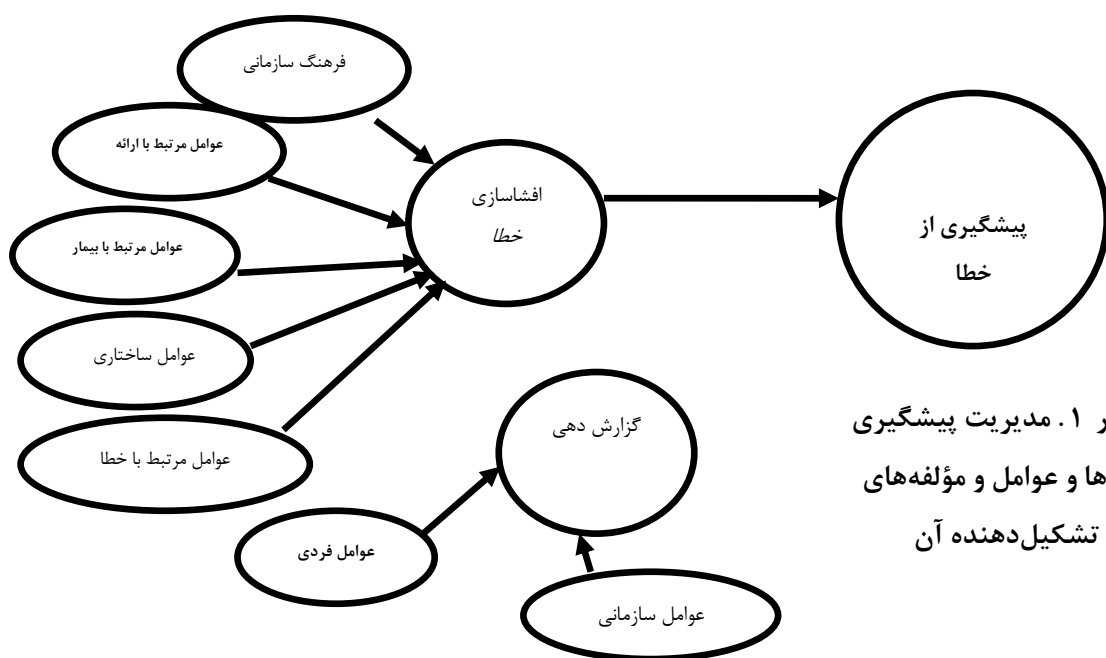 فرهنگ سازمانی
عوامل مرتبط با ارائه
عوامل مرتبط با بیمار
عوامل ساختاری
عوامل مرتبط با خطا
افشاسازی
خطا
پیشگیری از
خطا
گزارش دهی
عوامل فردی
عوامل سازمانی
ر ۱. مدیریت پیشگیری
ها و عوامل و مؤلفه‌های
تشکیل‌دهنده آن